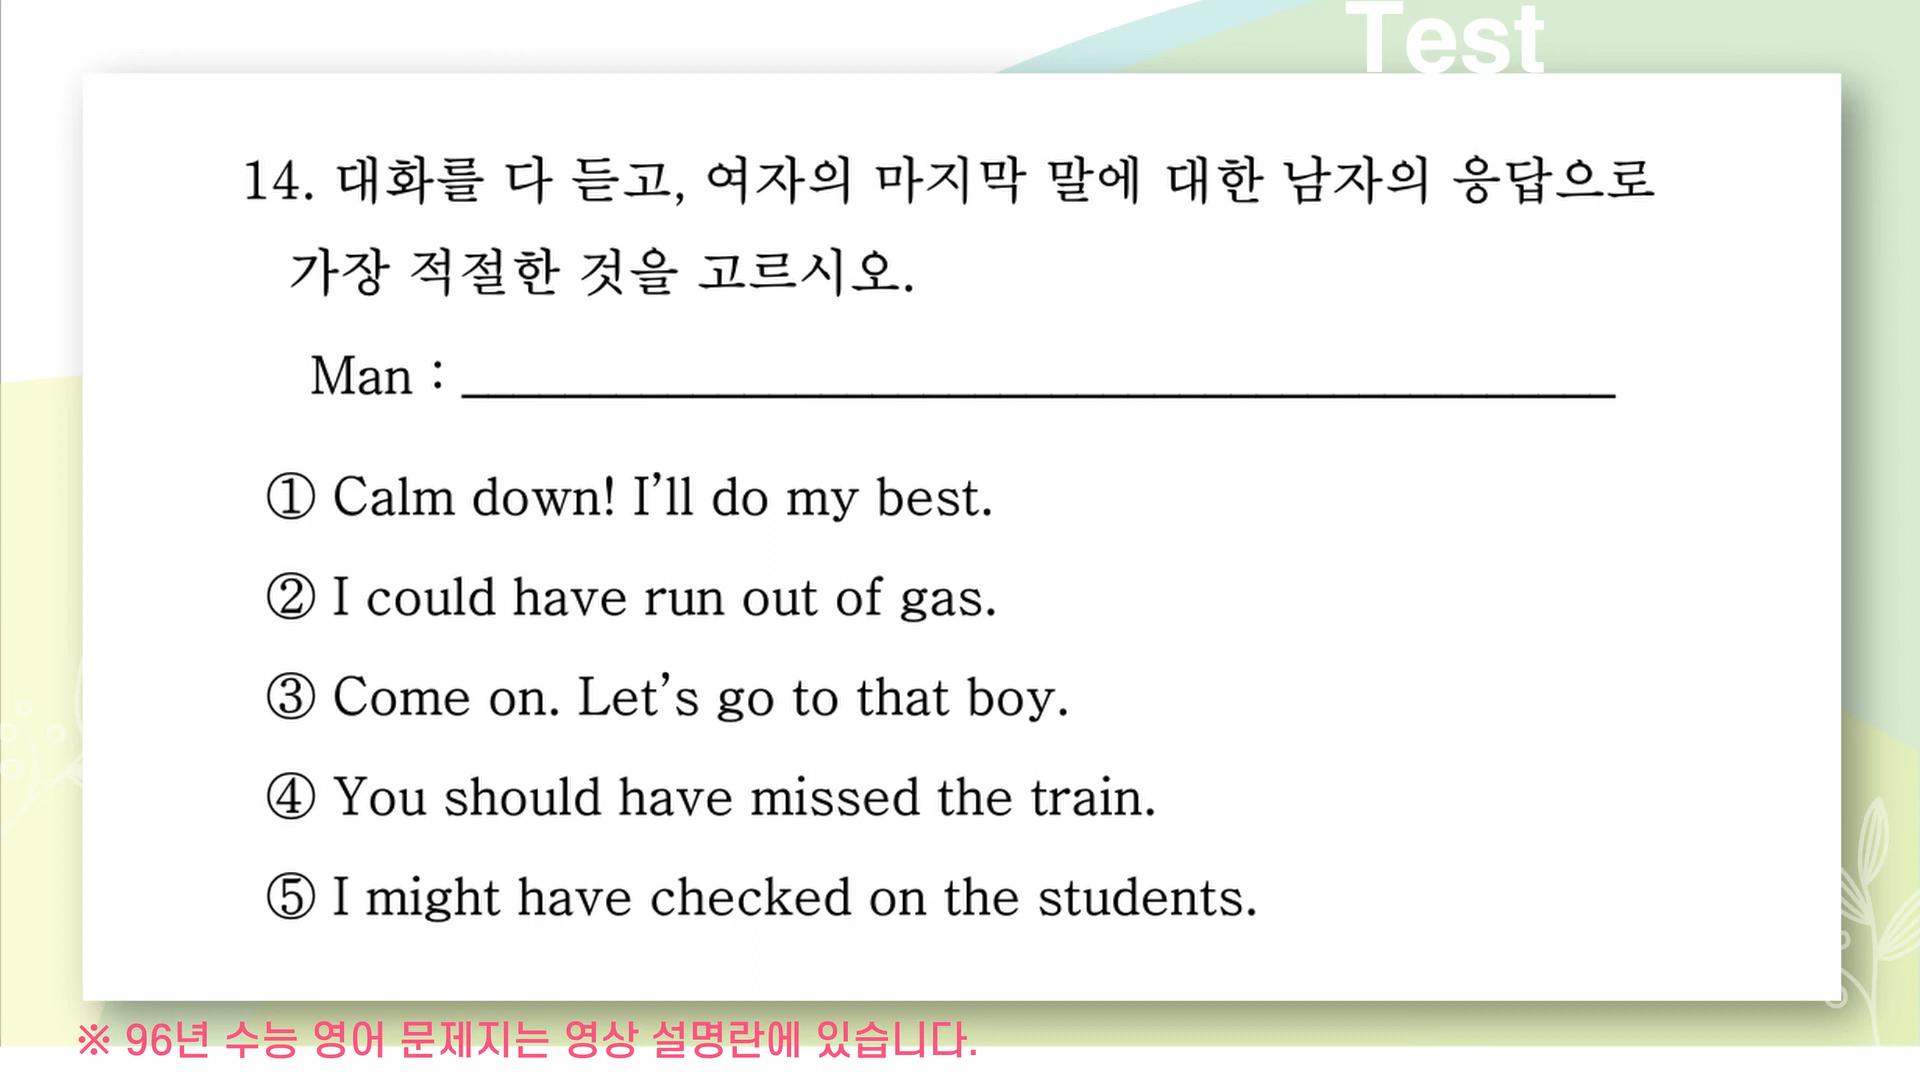 Test
14. 대화를 다 듣고, 여자의 마지막 말에 대한 남자의 응답으로
가장 적절한 것을 고르시오.
Man : ______________________________
① Calm down! I’ll do my best.
② I could have run out of gas.
③ Come on. Let’s go to that boy.
④ You should have missed the train.
⑤ I might have checked on the students.
※ 96년 수능 영어 문제지는 영상 설명란에 있습니다.